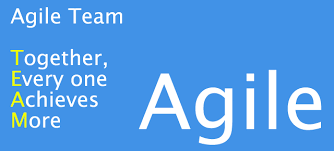 Agile Team
Together,
Every one
Achieves
More
Agile